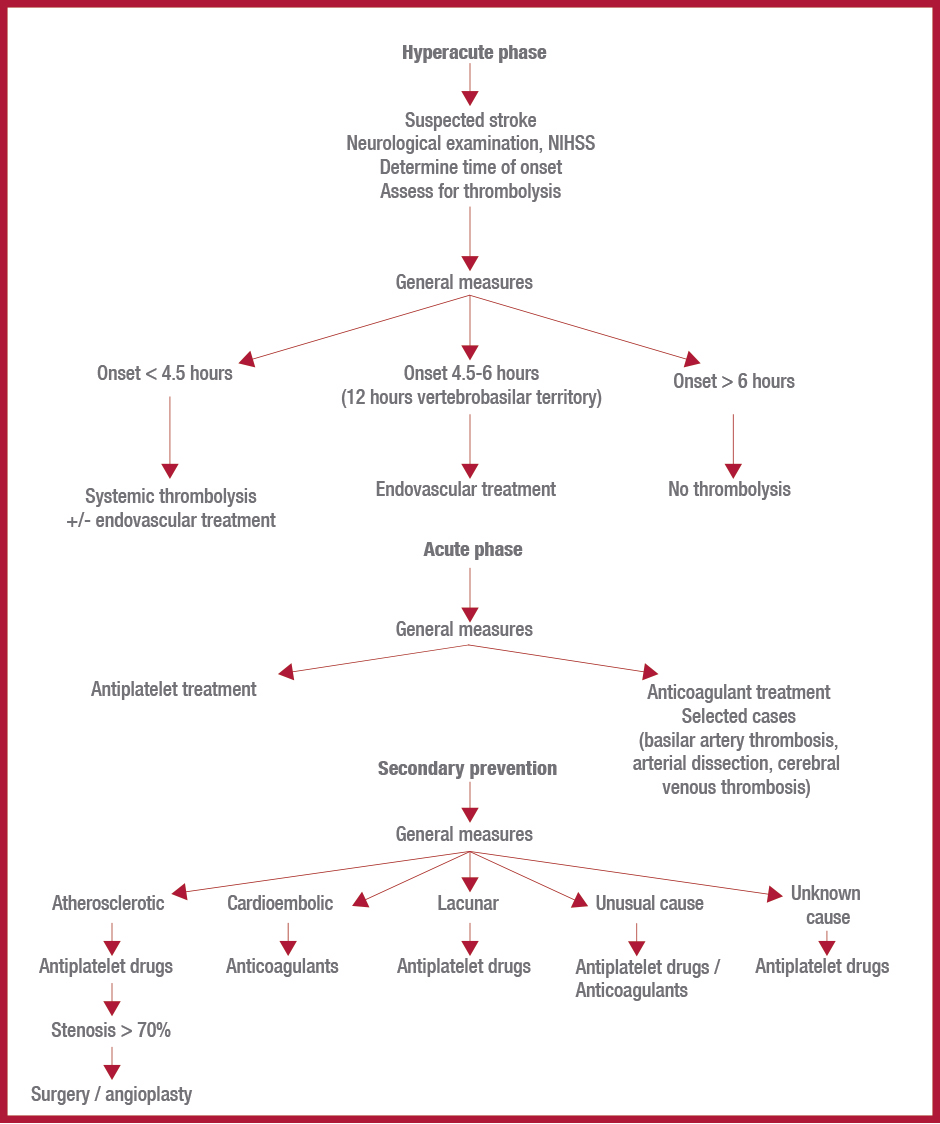 Hyperacute phase
Suspected stroke
Neurological examination, NIHSS
Determine time of onset
Assess for thrombolysis
General measures
Onset < 4.5 hours
Onset 4.5-6 hours
(12 hours vertebrobasilar territory)
Onset > 6 hours
Systemic thrombolysis
+/- endovascular treatment
Endovascular treatment
No thrombolysis
Acute phase
General measures
Antiplatelet treatment
Anticoagulant treatment
Selected cases
(basilar artery thrombosis,
arterial dissection, cerebral
venous thrombosis)
Secondary prevention
General measures
Atherosclerotic
Cardioembolic
Lacunar
Unusual cause
Unknown
cause
Antiplatelet drugs
Anticoagulants
Antiplatelet drugs
Antiplatelet drugs /
Anticoagulants
Antiplatelet drugs
Stenosis > 70%
Surgery / angioplasty